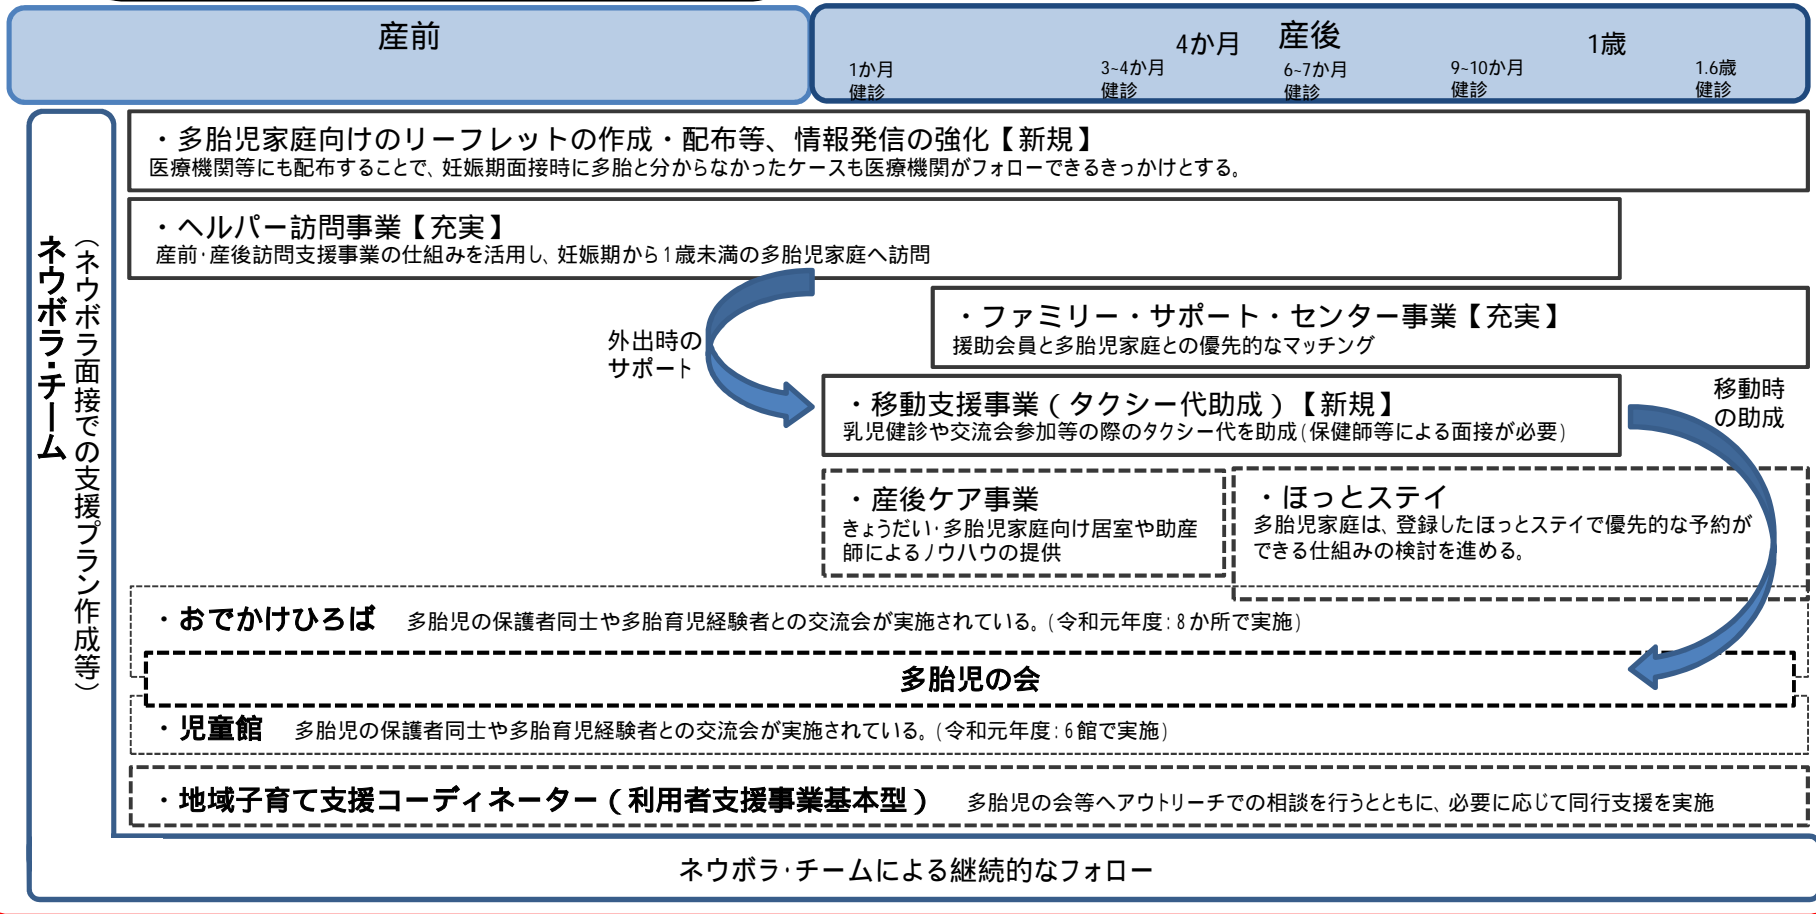 産前
産後
4か月
1歳
1か月
健診
3~4か月
健診
6~7か月
健診
9~10か月
健診
1.6歳
健診
ネウボラ・チーム
（ネウボラ面接での支援プラン作成等）
・多胎児家庭向けのリーフレットの作成・配布等、情報発信の強化【新規】
医療機関等にも配布することで、妊娠期面接時に多胎と分からなかったケースも医療機関がフォローできるきっかけとする。
・ヘルパー訪問事業【充実】
産前・産後訪問支援事業の仕組みを活用し、妊娠期から1歳未満の多胎児家庭へ訪問
外出時の
サポート
・ファミリー・サポート・センター事業【充実】
援助会員と多胎児家庭との優先的なマッチング
・移動支援事業（タクシー代助成）【新規】
乳児健診や交流会参加等の際のタクシー代を助成（保健師等による面接が必要）
移動時
の助成
・産後ケア事業
きょうだい・多胎児家庭向け居室や助産
師によるノウハウの提供
・ほっとステイ
多胎児家庭は、登録したほっとステイで優先的な予約が
できる仕組みの検討を進める。
・おでかけひろば　多胎児の保護者同士や多胎育児経験者との交流会が実施されている。（令和元年度：8か所で実施）
多胎児の会
・児童館　多胎児の保護者同士や多胎育児経験者との交流会が実施されている。（令和元年度：6館で実施）
・地域子育て支援コーディネーター（利用者支援事業基本型）　多胎児の会等へアウトリーチでの相談を行うとともに、必要に応じて同行支援を実施
ネウボラ・チームによる継続的なフォロー